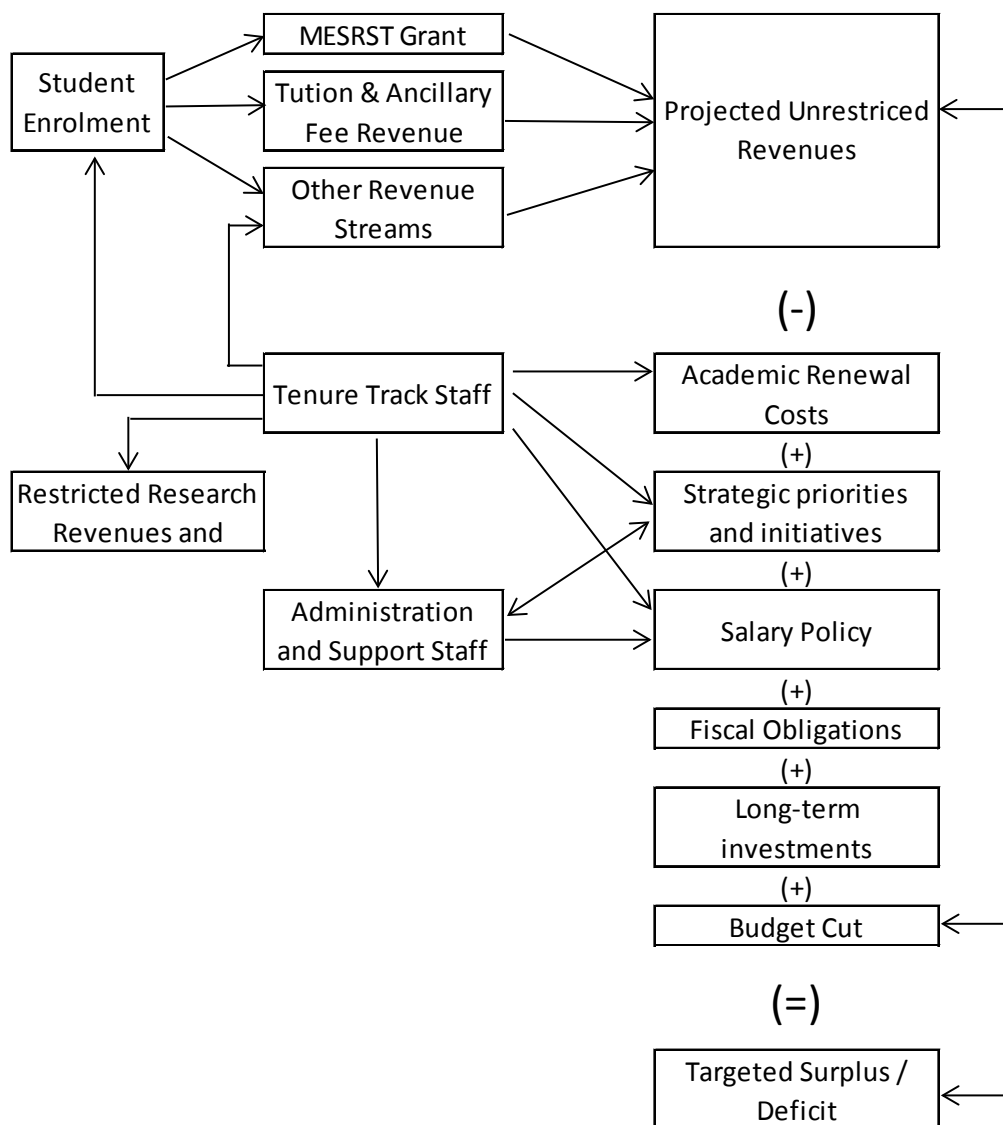 MESRST Grant
Student
Enrolment
Tution & Ancillary
Fee Revenue
Projected Unrestriced
Revenues
Other Revenue
Streams
(-)
Tenure Track Staff
Academic Renewal
Costs
(+)
Restricted Research
Revenues and
Strategic priorities
and initiatives
(+)
Administration
and Support Staff
Salary Policy
(+)
Fiscal Obligations
(+)
Long-term
investments
(+)
Budget Cut
(=)
Targeted Surplus /
Deficit